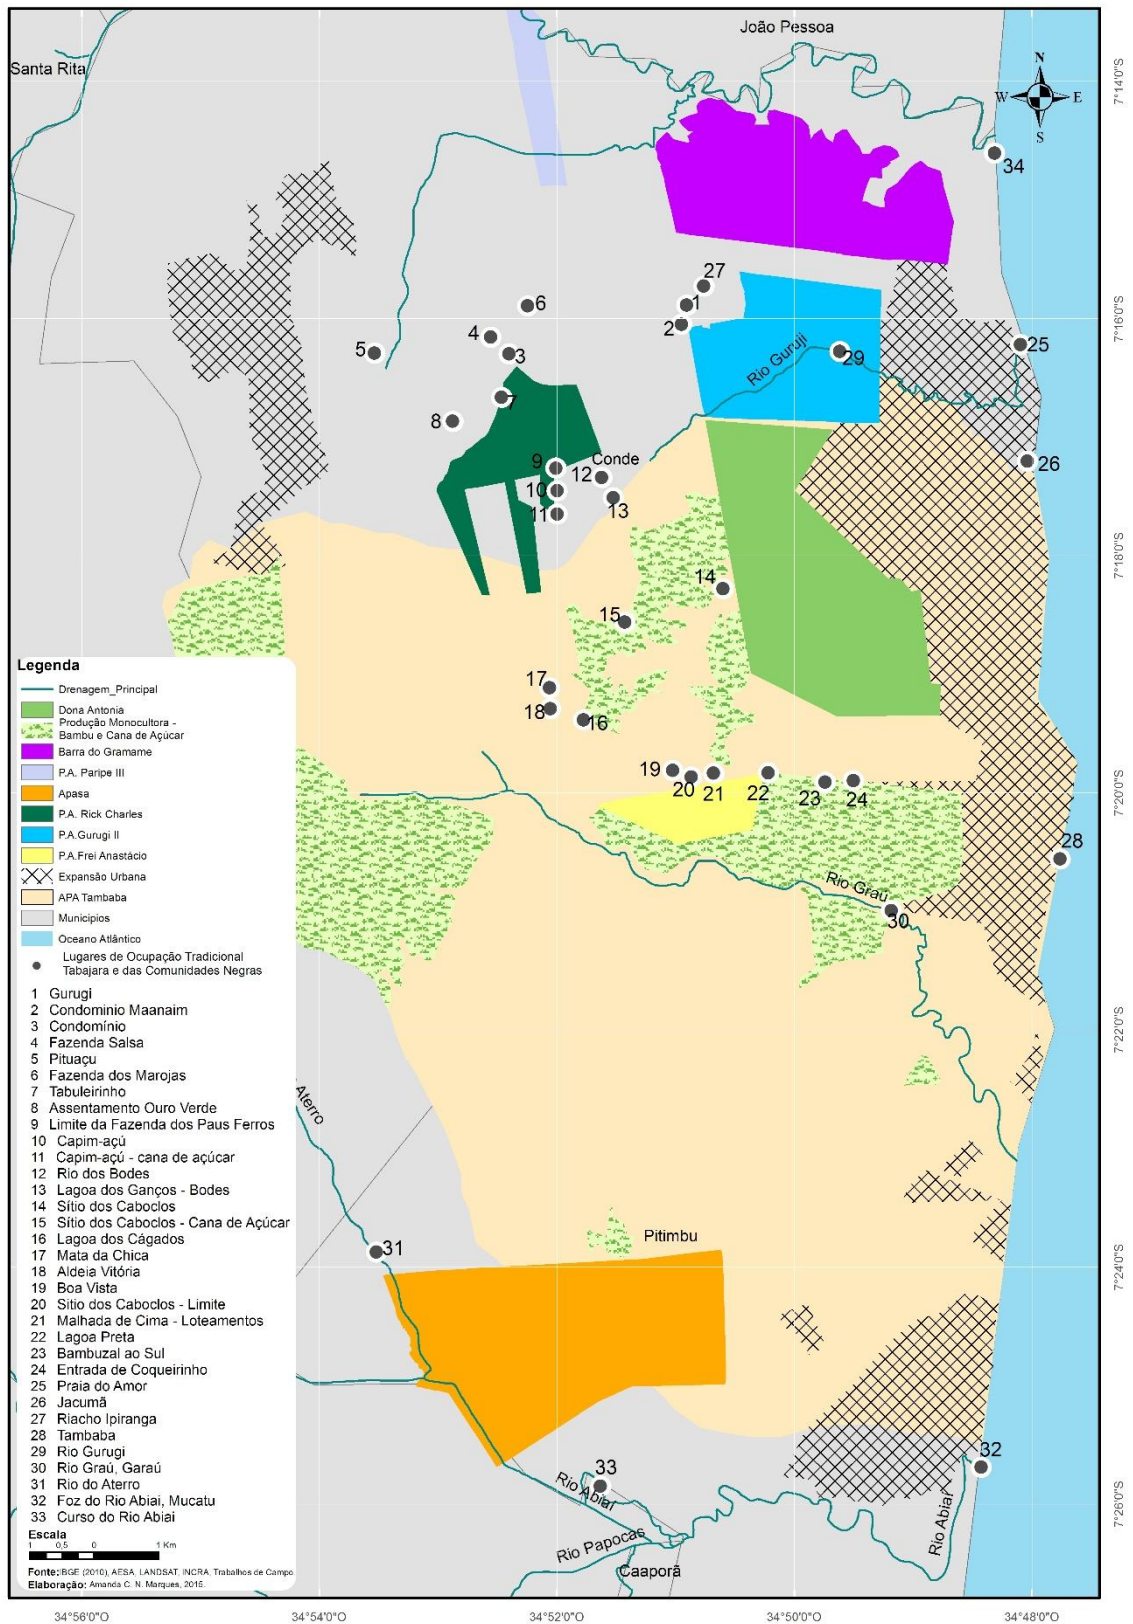 João Pessoa
Santa Rita
N
W
E
S
7°14'0"S
34
27
1
2
6
4
3
5
7°16'0"S
Rio Guruji
29
25
7
8
9
Conde
12
26
10
11
13
7°18'0"S
14
15
17
18
16
19
20
21
22
23
24
7°20'0"S
28
Rio Graú
30
7°22'0"S
Aterro
Pitimbu
31
7°24'0"S
32
33
Rio Abiaí
Rio Abiaí
7°26'0"S
Rio Papocas
Caaporã
Legenda
Drenagem_Principal
Dona Antonia
Produção Monocultora -
Bambu e Cana de Açúcar
Barra do Gramame
P.A. Paripe III
Apasa
P.A. Rick Charles
P.A.Gurugi II
P.A.Frei Anastácio
Expansão Urbana
APA Tambaba
Municipios
Oceano Atlântico
Lugares de Ocupação Tradicional
Tabajara e das Comunidades Negras
1 Gurugi
2 Condominio Maanaim
3 Condomínio
4 Fazenda Salsa
5 Pituaçu
6 Fazenda dos Marojas
7 Tabuleirinho
8 Assentamento Ouro Verde
9 Limite da Fazenda dos Paus Ferros
10 Capim-açú
11 Capim-açú - cana de açúcar
12 Rio dos Bodes
13 Lagoa dos Ganços - Bodes
14 Sítio dos Caboclos
15 Sítio dos Caboclos - Cana de Açúcar
16 Lagoa dos Cágados
17 Mata da Chica
18 Aldeia Vitória
19 Boa Vista
20 Sitio dos Caboclos - Limite
21 Malhada de Cima - Loteamentos
22 Lagoa Preta
23 Bambuzal ao Sul
24 Entrada de Coqueirinho
25 Praia do Amor
26 Jacumã
27 Riacho Ipiranga
28 Tambaba
29 Rio Gurugi
30 Rio Graú, Garaú
31 Rio do Aterro
32 Foz do Rio Abiai, Mucatu
33 Curso do Rio Abiai
Escala
1 0,5 0 1 Km
Fonte: IBGE (2010), AESA, LANDSAT, INCRA, Trabalhos de Campo.
Elaboração: Amanda C. N. Marques, 2015.
34°56'0"O 34°54'0"O 34°52'0"O 34°50'0"O 34°48'0"O